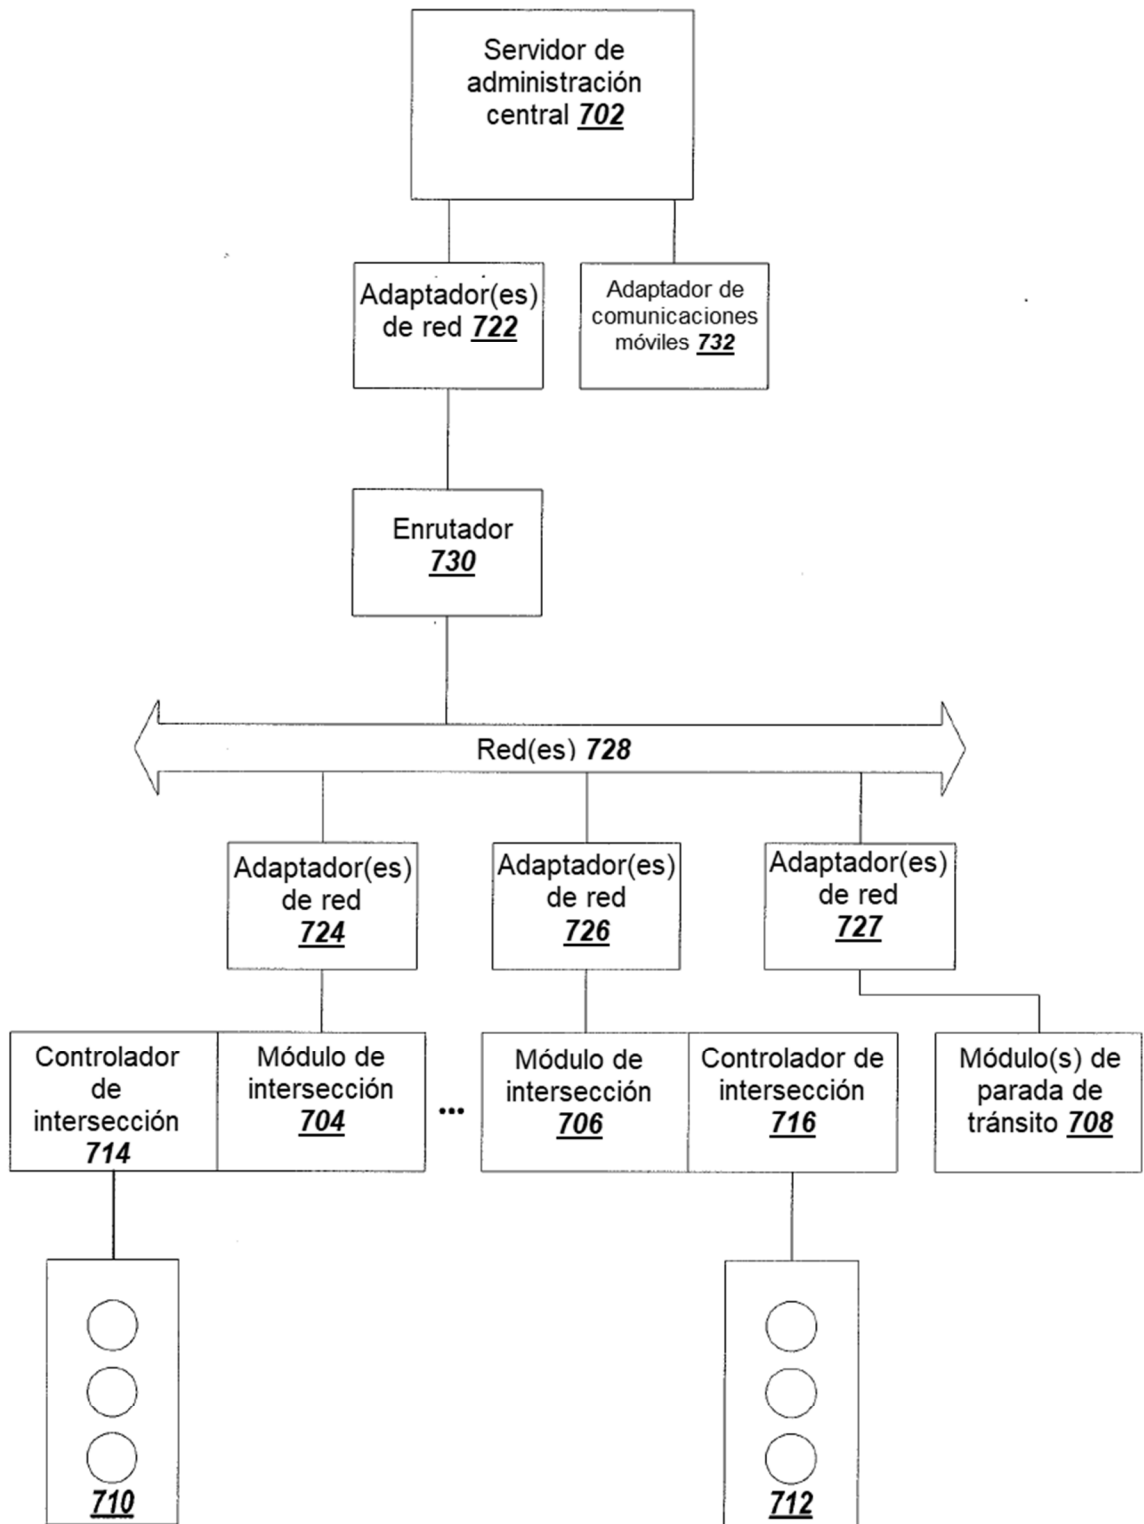 Servidor de
administración
central 702
Adaptador(es)
de red 722
Adaptador de
comunicaciones
móviles 732
Enrutador
730
Red(es) 728
Adaptador(es)
de red
724
Adaptador(es)
de red
726
Adaptador(es)
de red
727
Controlador
de
intersección
714
Módulo de
intersección
704
...
Módulo de
intersección
706
Controlador de
intersección
716
Módulo(s) de
parada de
tránsito 708
710
712